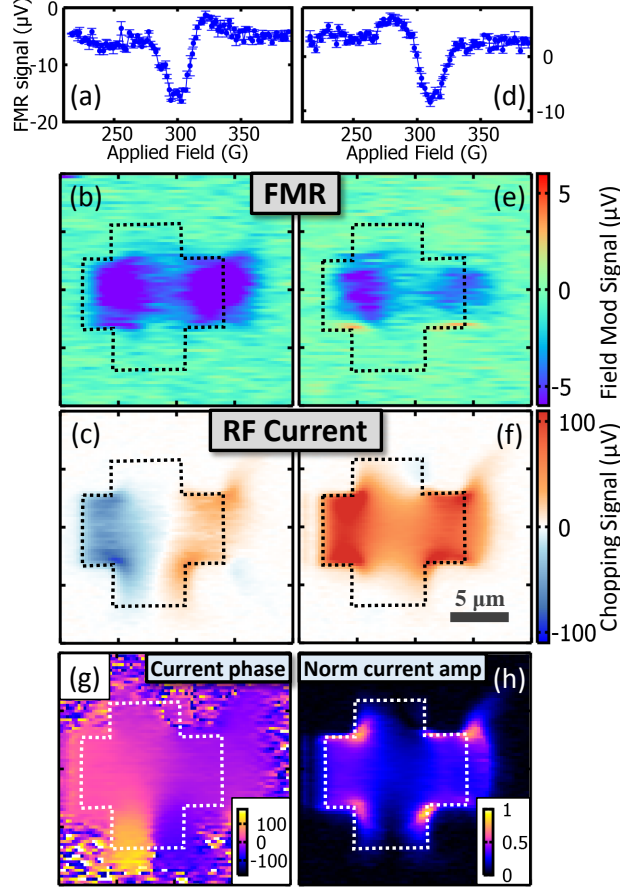 FMR signal (μV)
0
-10
-20
(a)
250
300
350
Applied Field (G)
(d)
0
-10
250
300
350
Applied Field (G)
(b)
FMR
(e)
5
0
-5
Field Mod Signal (μV)
(c)
RF Current
(f)
5 μm
100
0
-100
Chopping Signal (μV)
(g)
Current phase
100
0
-100
Norm current amp
(h)
1
0.5
0